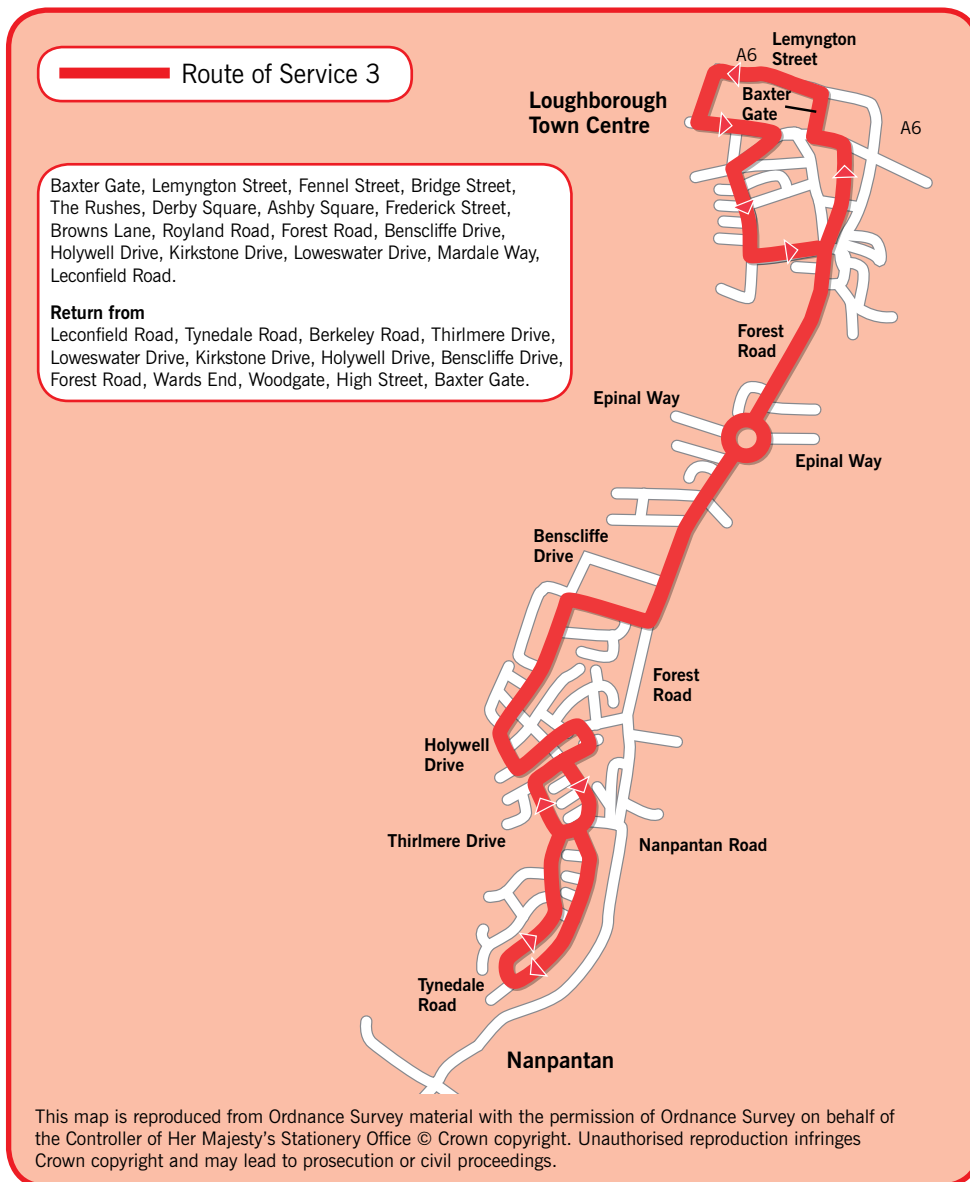 Route of Service 3
Baxter Gate, Lemyngton Street, Fennel Street, Bridge Street,
The Rushes, Derby Square, Ashby Square, Frederick Street,
Browns Lane, Royland Road, Forest Road, Benscliffe Drive,
Holywell Drive, Kirkstone Drive, Loweswater Drive, Mardale Way,
Leconfield Road.
Return from
Leconfield Road, Tynedale Road, Berkeley Road, Thirlmere Drive,
Loweswater Drive, Kirkstone Drive, Holywell Drive, Benscliffe Drive,
Forest Road, Wards End, Woodgate, High Street, Baxter Gate.
Lemyngton
Street
A6
Baxter
Gate
Loughborough
Town Centre
A6
Forest
Road
Epinal Way
Epinal Way
Benscliffe
Drive
Forest
Road
Holywell
Drive
Thirlmere Drive
Nanpantan Road
Tynedale
Road
Nanpantan
This map is reproduced from Ordnance Survey material with the permission of Ordnance Survey on behalf of
the Controller of Her Majesty's Stationery Office © Crown copyright. Unauthorised reproduction infringes
Crown copyright and may lead to prosecution or civil proceedings.